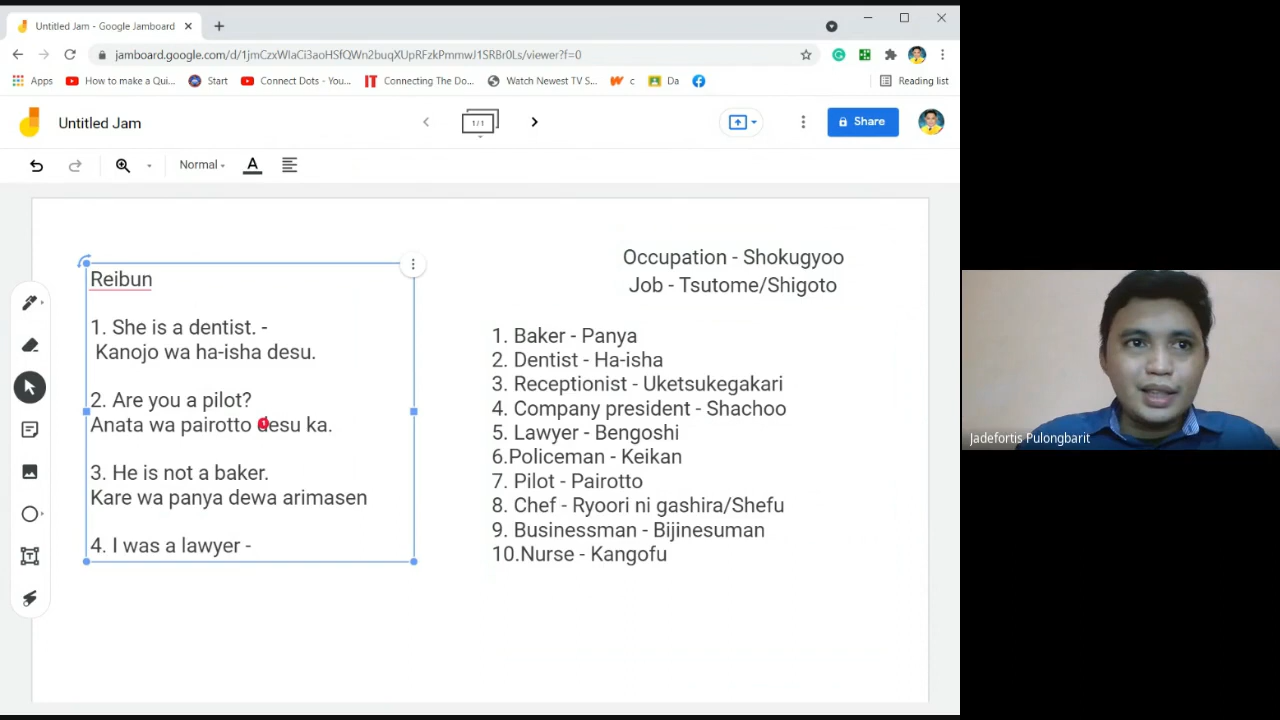 Untitled Jam - Google Jamboard
jamboard.google.com/d/1jmCzxWIaCi3aoHSfQWn2buqXUpRFzkPmmwJ1SRBr0Ls/viewer?f=0
Apps
How to make a Qui...
Start
Connect Dots - You...
Connecting The Do...
Watch Newest TV S...
c
Da
Reading list
Untitled Jam
1/1
Share
Normal
Reibun
1. She is a dentist. -
Kanojo wa ha-isha desu.
2. Are you a pilot?
Anata wa pairotto desu ka.
3. He is not a baker.
Kare wa panya dewa arimasen
4. I was a lawyer -
Occupation - Shokugyoo
Job - Tsutome/Shigoto
1. Baker - Panya
2. Dentist - Ha-isha
3. Receptionist - Uketsukegakari
4. Company president - Shachoo
5. Lawyer - Bengoshi
6.Policeman - Keikan
7. Pilot - Pairotto
8. Chef - Ryoori ni gashira/Shefu
9. Businessman - Bijinesuman
10.Nurse - Kangofu
Jadefortis Pulongbarit